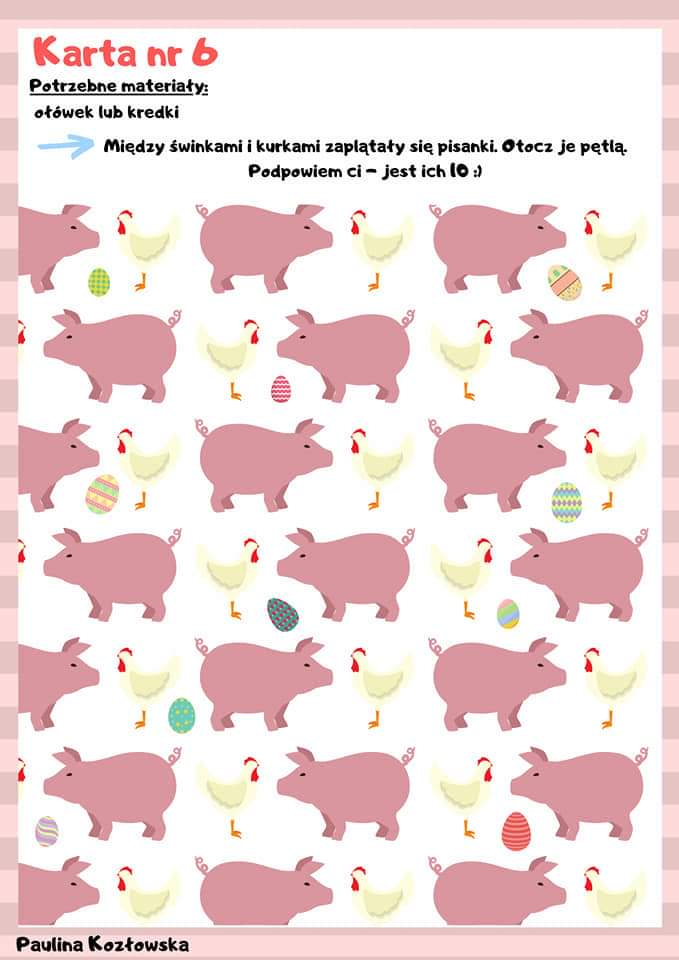 Karta nr 6
Potrzebne materiały:
ołówek lub kredki
Między świnkami i kurkami zaplątały się pisanki. Otocz je pętlą.
Podpowiem ci - jest ich 10 :)
Paulina Kozłowska